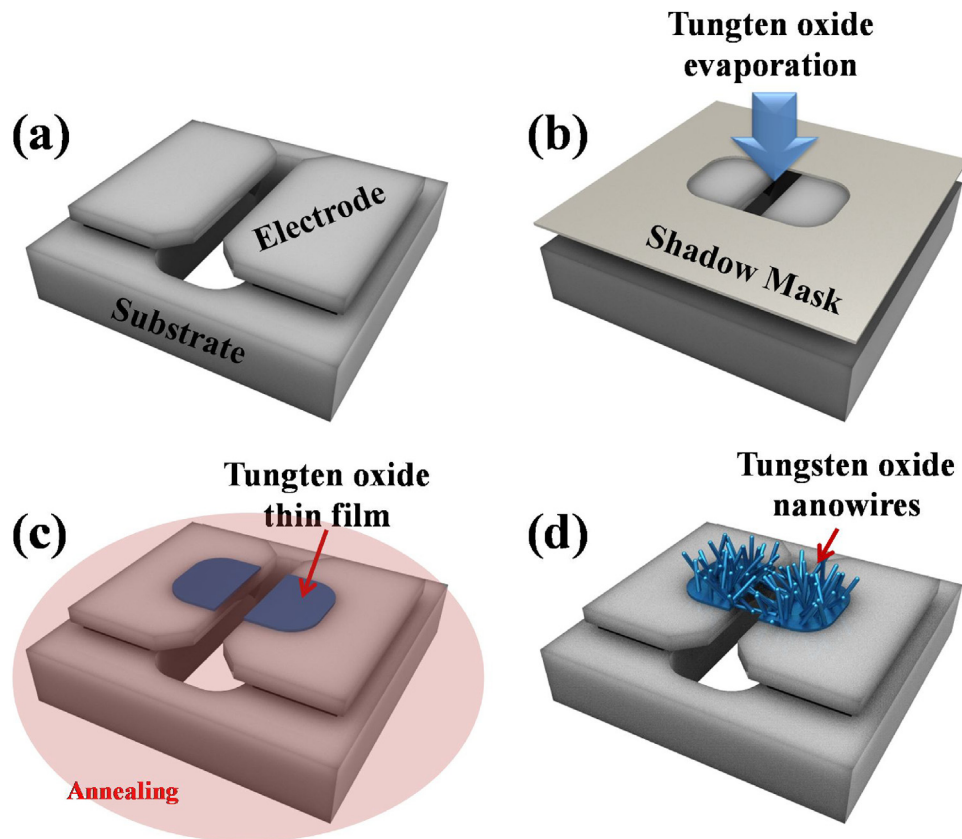 (a)
Electrode
Substrate
Tungten oxide
evaporation
(b)
Shadow Mask
Tungten oxide
thin film
(c)
Annealing
Tungsten oxide
nanowires
(d)